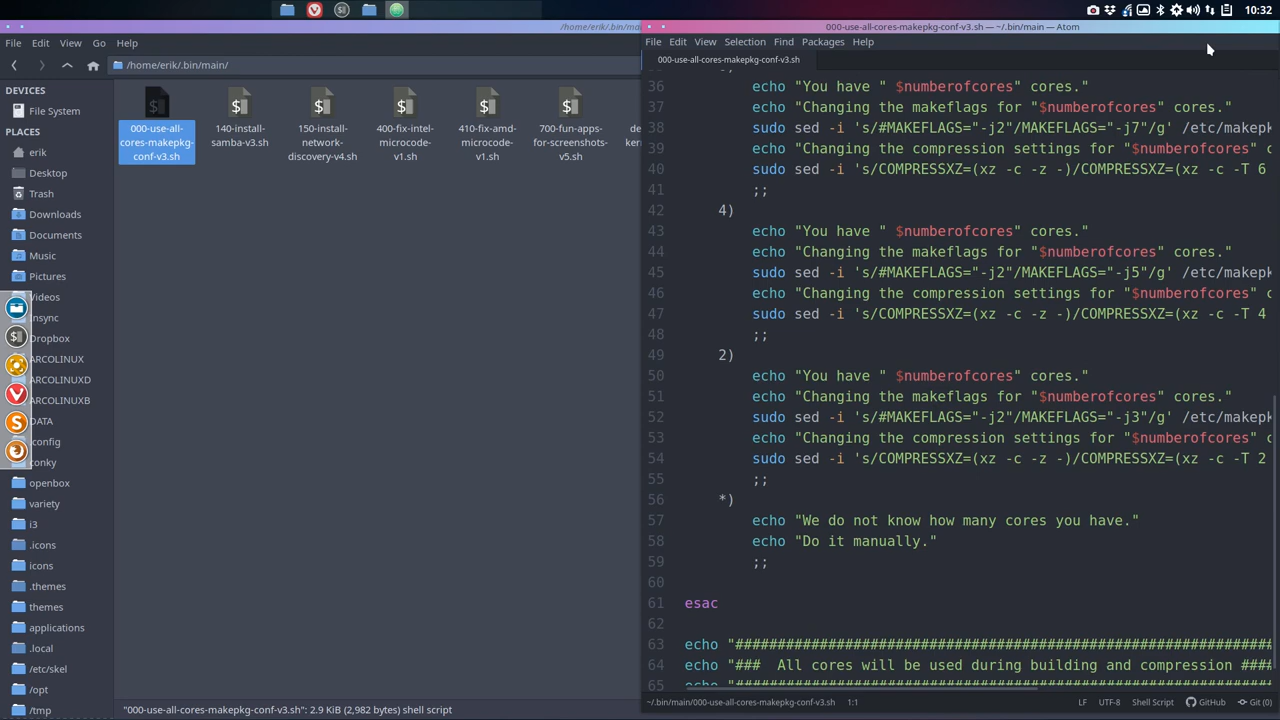 10:32
/home/erik/.bin/ma
File Edit View Go Help
/home/erik/.bin/main/
DEVICES
File System
PLACES
erik
Desktop
Trash
Downloads
Documents
Music
Pictures
Videos
Insync
Dropbox
ARCOLINUX
ARCOLINUXD
ARCOLINUXB
DATA
.config
conky
openbox
variety
i3
.icons
icons
.themes
themes
applications
.local
/etc/skel
/opt
/tmp
000-use-all-
cores-makepkg-
conf-v3.sh
140-install-
samba-v3.sh
150-install-
network-
discovery-v4.sh
400-fix-intel-
microcode-
v1.sh
410-fix-amd-
microcode-
v1.sh
700-fun-apps-
for-screenshots-
v5.sh
de
ker
"000-use-all-cores-makepkg-conf-v3.sh": 2.9 KiB (2,982 bytes) shell script
000-use-all-cores-makepkg-conf-v3.sh — ~/.bin/main — Atom
File Edit View Selection Find Packages Help
000-use-all-cores-makepkg-conf-v3.sh
36 echo "You have " $numberofcores" cores."
37 echo "Changing the makeflags for "$numberofcores" cores."
38 sudo sed -i 's/#MAKEFLAGS="-j2"/MAKEFLAGS="-j7"/g' /etc/makepk
39 echo "Changing the compression settings for "$numberofcores" c
40 sudo sed -i 's/COMPRESSXZ=(xz -c -z -)/COMPRESSXZ=(xz -c -T 6
41 ;;
42 4)
43 echo "You have " $numberofcores" cores."
44 echo "Changing the makeflags for "$numberofcores" cores."
45 sudo sed -i 's/#MAKEFLAGS="-j2"/MAKEFLAGS="-j5"/g' /etc/makepk
46 echo "Changing the compression settings for "$numberofcores" c
47 sudo sed -i 's/COMPRESSXZ=(xz -c -z -)/COMPRESSXZ=(xz -c -T 4
48 ;;
49 2)
50 echo "You have " $numberofcores" cores."
51 echo "Changing the makeflags for "$numberofcores" cores."
52 sudo sed -i 's/#MAKEFLAGS="-j2"/MAKEFLAGS="-j3"/g' /etc/makepk
53 echo "Changing the compression settings for "$numberofcores" c
54 sudo sed -i 's/COMPRESSXZ=(xz -c -z -)/COMPRESSXZ=(xz -c -T 2
55 ;;
56 *)
57 echo "We do not know how many cores you have."
58 echo "Do it manually."
59 ;;
60
61 esac
62
63 echo "################################################################
64 echo "###  All cores will be used during building and compression ####
65 echo "################################################################
~/.bin/main/000-use-all-cores-makepkg-conf-v3.sh 1:1 LF UTF-8 Shell Script GitHub Git (0)